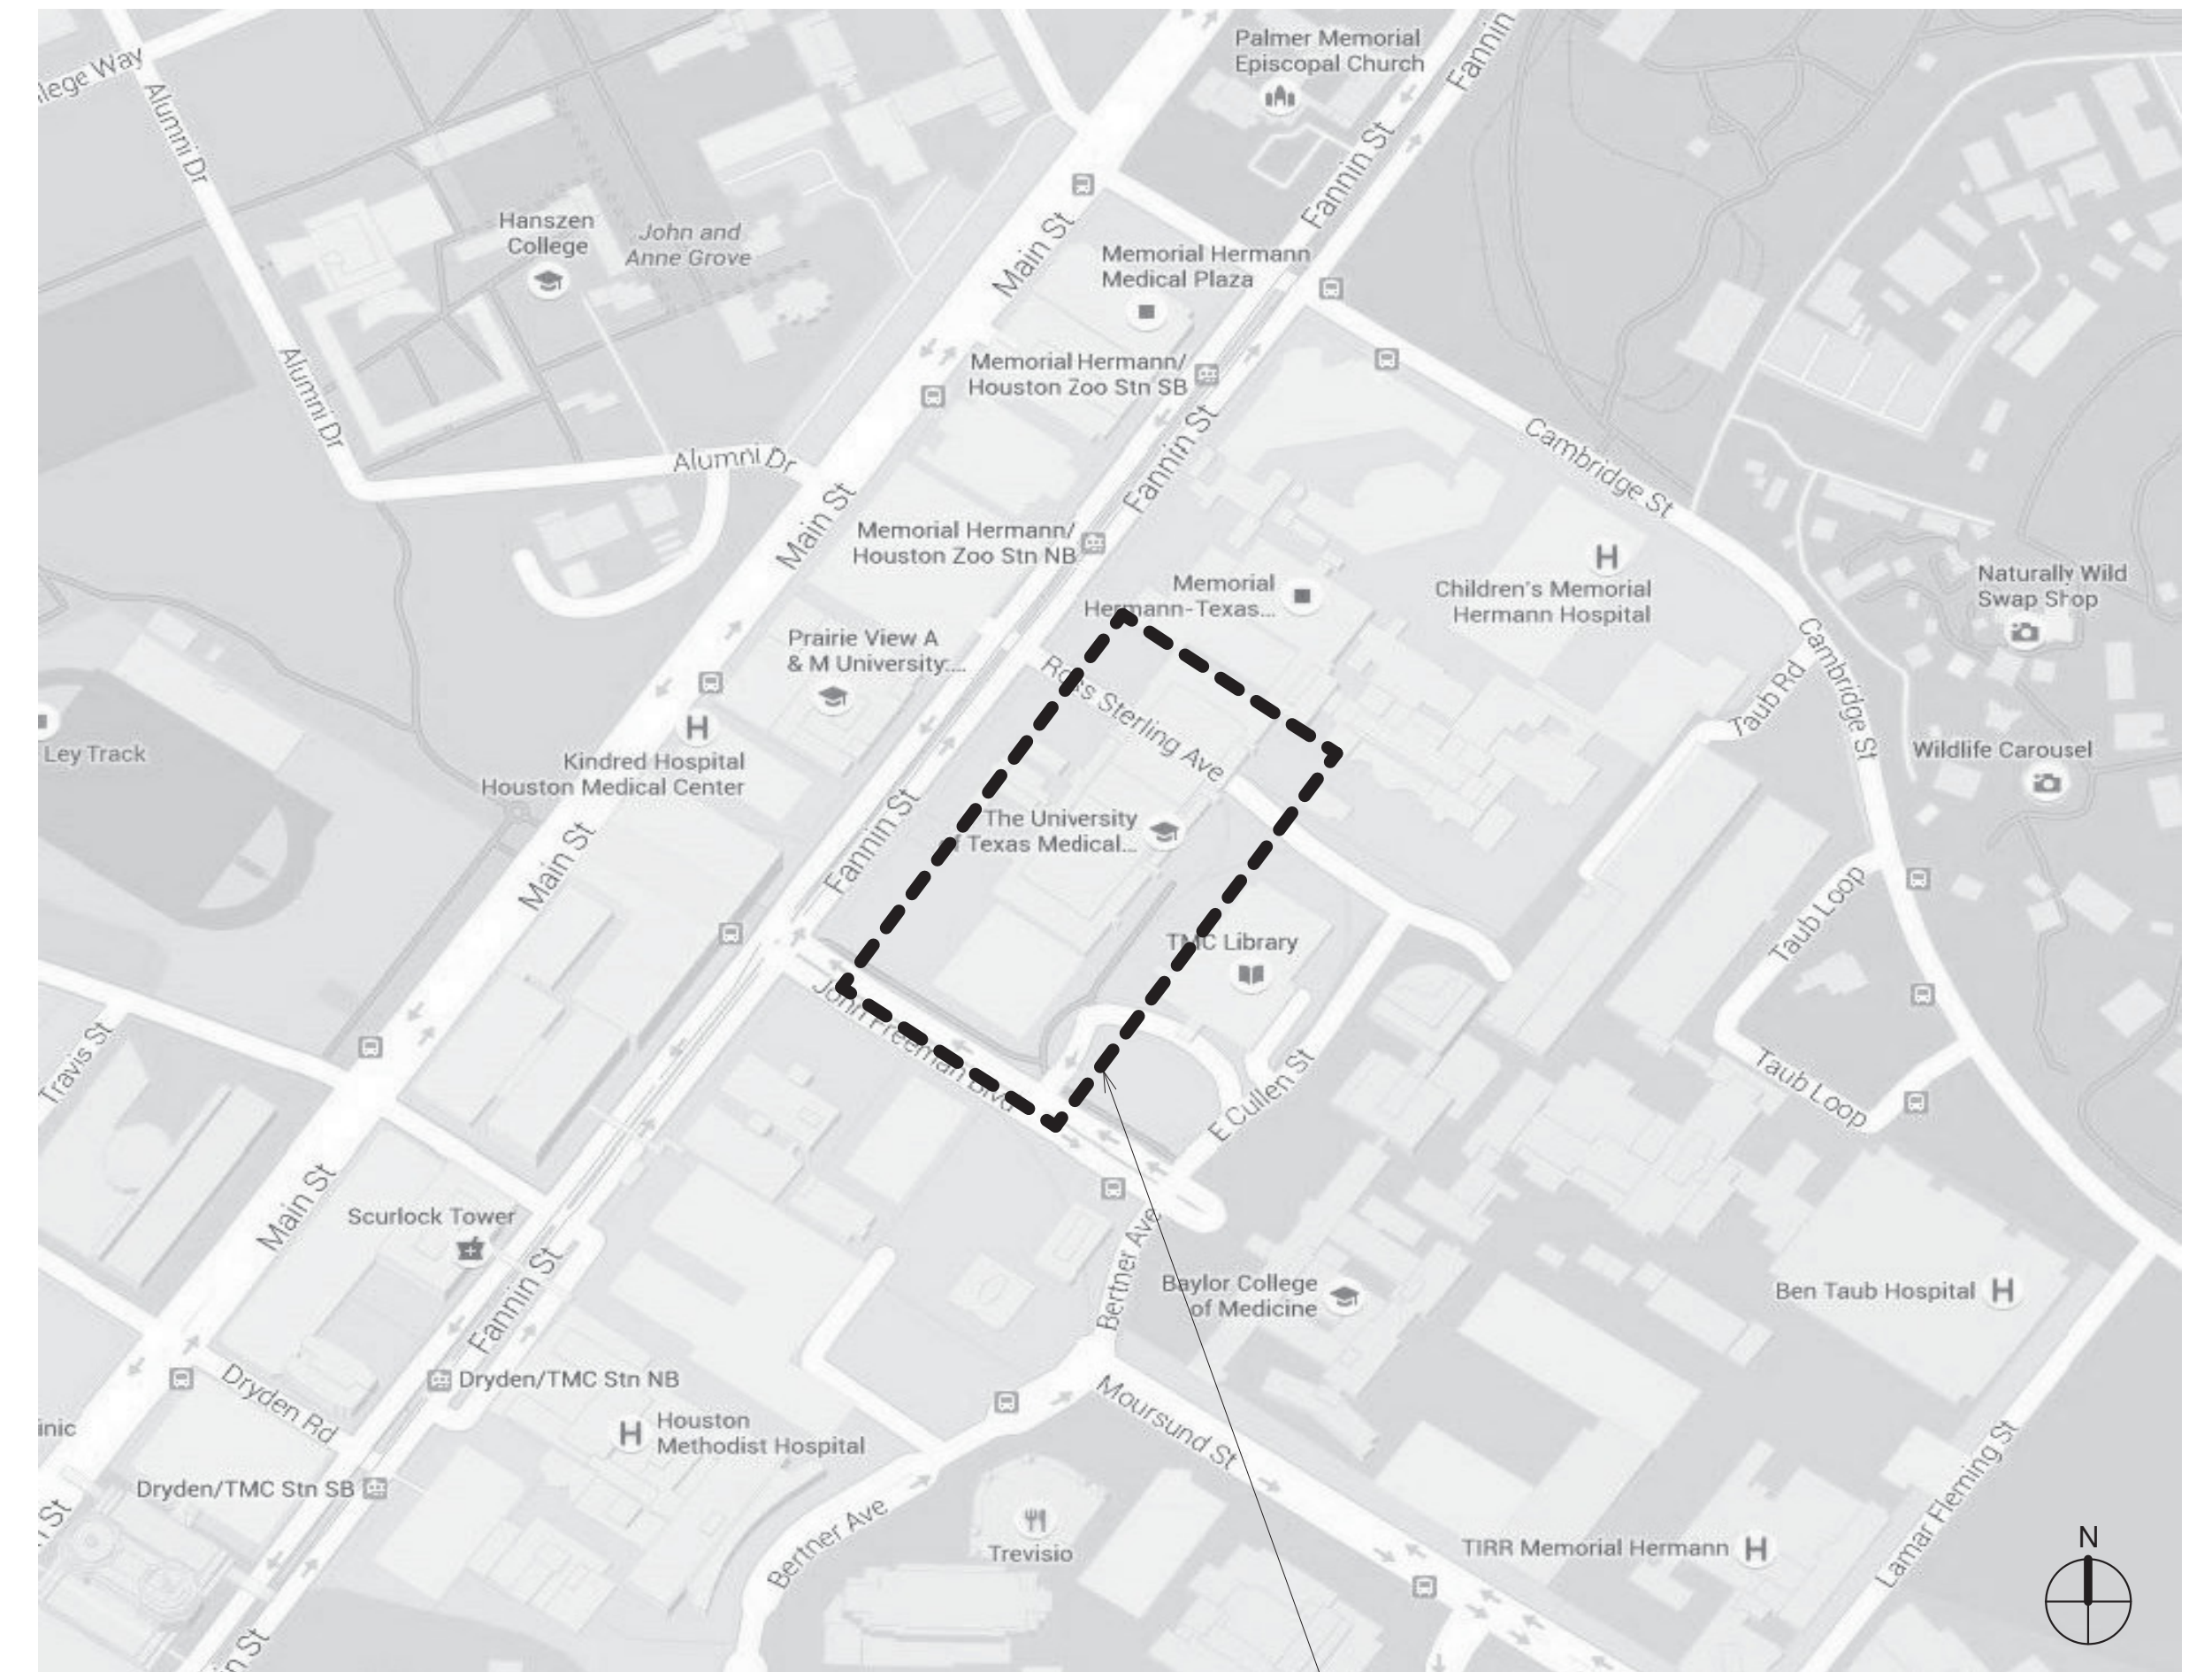 llege Way
Alumni Dr
Palmer Memorial
Episcopal Church
Fannin
Fannin St
Hanszen
College
John and
Anne Grove
Main St
Memorial Hermann
Medical Plaza
Alumni Dr
Memorial Hermann/
Houston Zoo Stn SB
Fannin St
Cambridge St
Alumni Dr
Main St
Memorial Hermann/
Houston Zoo Stn NB
Memorial
Hermann-Texas...
H
Children's Memorial
Hermann Hospital
Naturally Wild
Swap Shop
Prairie View A
& M University:...
Ross Sterling Ave
Cambridge St
Taub Rd
H
Kindred Hospital
Houston Medical Center
Ley Track
Wildlife Carousel
Main St
Fannin St
The University
of Texas Medical...
TMC Library
Taub Loop
John Freeman Blvd
Travis St
E Cullen St
Taub Loop
Main St
Scurlock Tower
Fannin St
Bertner Ave
Baylor College
of Medicine
Ben Taub Hospital H
Dryden Rd
Dryden/TMC Stn NB
inic
H Houston
Methodist Hospital
Moursund St
Dryden/TMC Stn SB
Bertner Ave
Trevisio
TIRR Memorial Hermann H
Lamar Fleming St
N
n St
in St